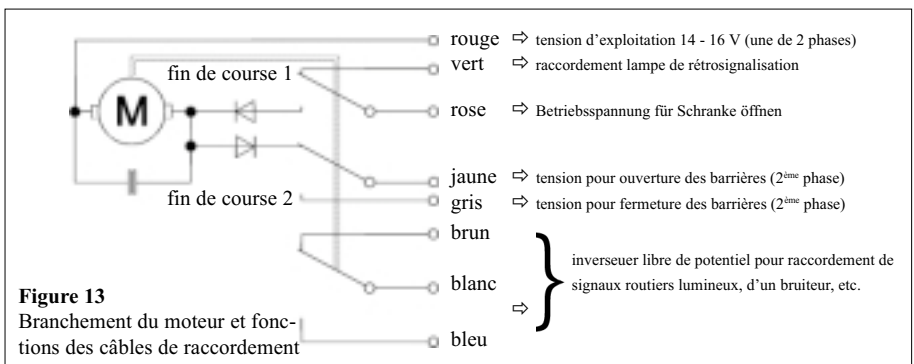 rouge ⇨ tension d'exploitation 14 - 16 V (une de 2 phases)
vert ⇨ raccordement lampe de rétrosignalisation
fin de course 1
M
rose ⇨ Betriebsspannung für Schranke öffnen
jaune ⇨ tension pour ouverture des barrières (2ème phase)
fin de course 2
gris ⇨ tension pour fermeture des barrières (2ème phase)
brun
blanc
bleu
⇨
inverseuer libre de potentiel pour raccordement de
signaux routiers lumineux, d'un bruiteur, etc.
Figure 13
Branchement du moteur et fonc-
tions des câbles de raccordement